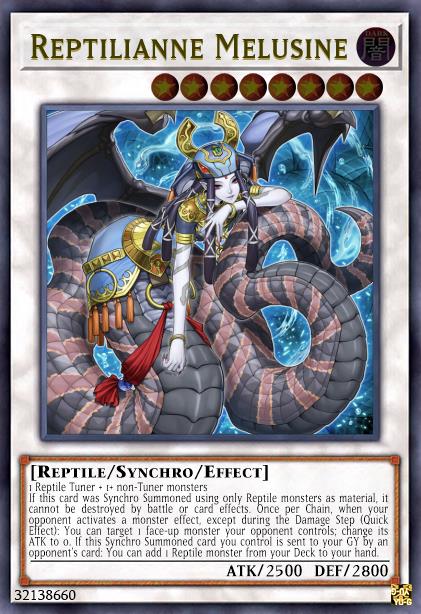 Reptilianne Melusine
DARK
闇
[Reptile/Synchro/Effect]
1 Reptile Tuner + 1+ non-Tuner monsters
If this card was Synchro Summoned using only Reptile monsters as material, it
cannot be destroyed by battle or card effects. Once per Chain, when your
opponent activates a monster effect, except during the Damage Step (Quick
Effect): You can target 1 face-up monster your opponent controls; change its
ATK to 0. If this Synchro Summoned card you control is sent to your GY by an
opponent's card: You can add 1 Reptile monster from your Deck to your hand.
ATK/2500 DEF/2800
32138660